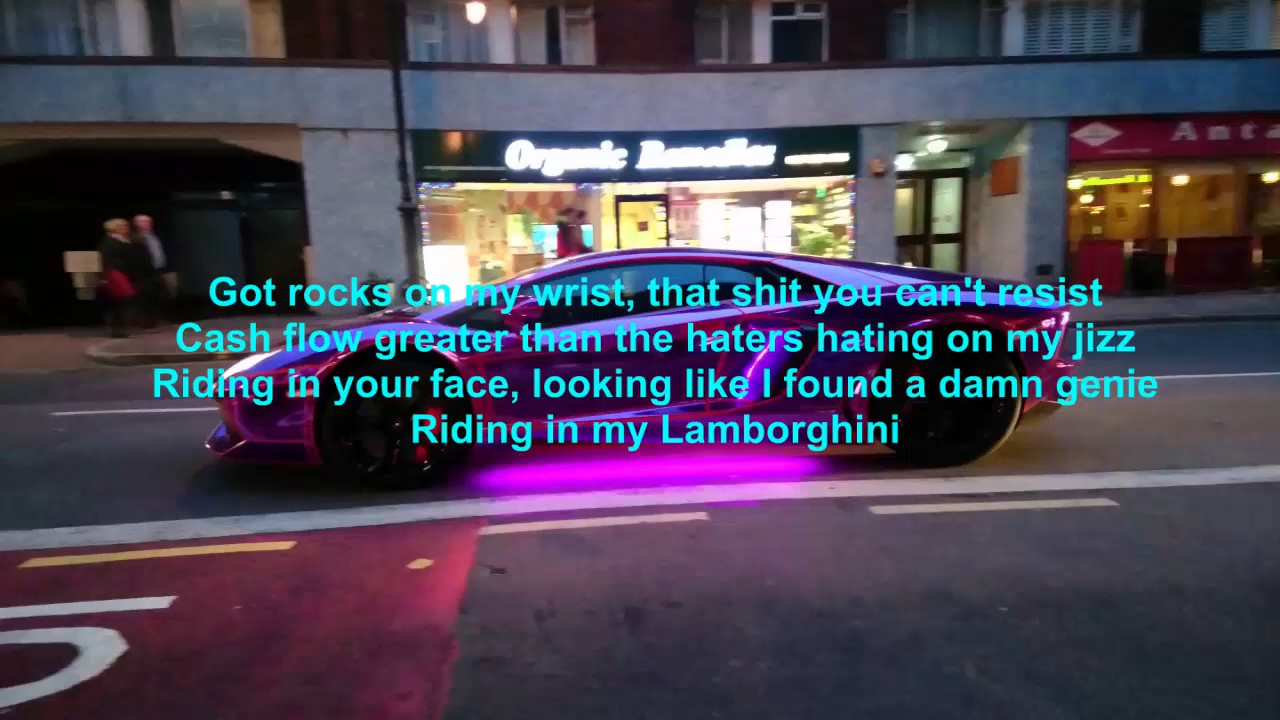 Organic Remedies
Anta
Got rocks on my wrist, that shit you can't resist
Cash flow greater than the haters hating on my jizz
Riding in your face, looking like I found a damn genie
Riding in my Lamborghini